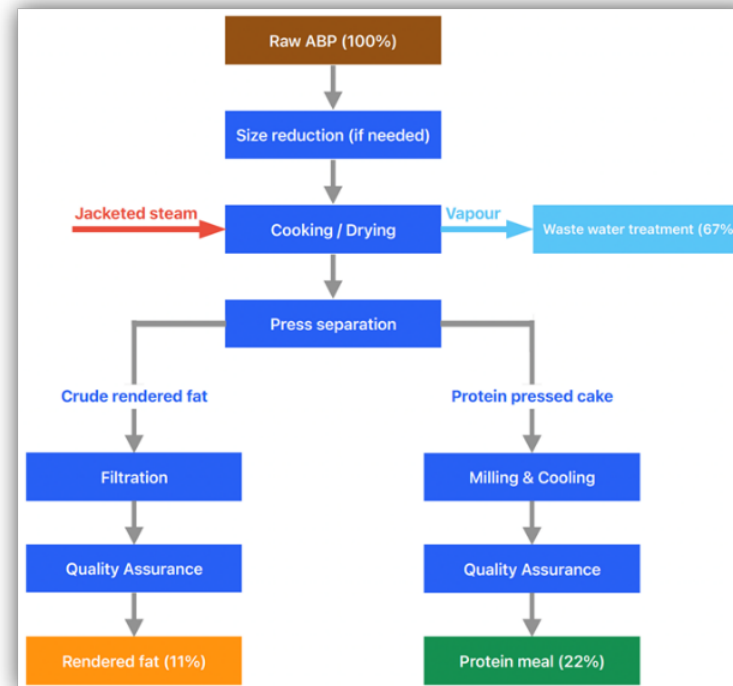 Raw ABP (100%)
Size reduction (if needed)
Jacketed steam
Cooking / Drying
Vapour
Waste water treatment (67%
Press separation
Crude rendered fat
Protein pressed cake
Filtration
Milling & Cooling
Quality Assurance
Quality Assurance
Rendered fat (11%)
Protein meal (22%)